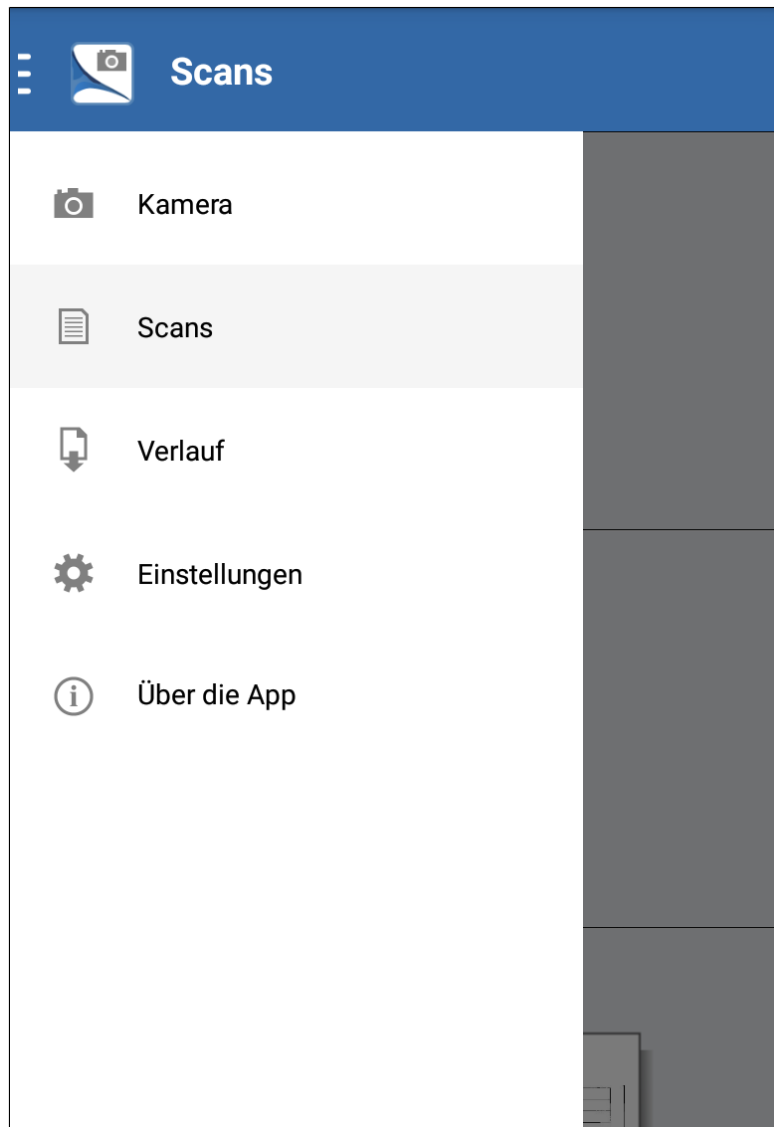 Scans
Kamera
Scans
Verlauf
Einstellungen
Über die App